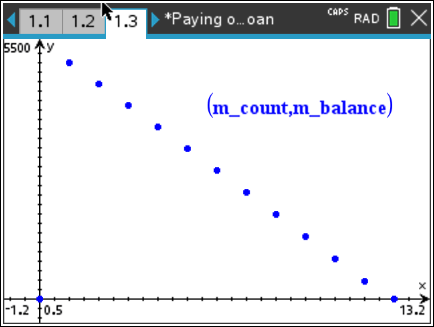 1.1 1.2 1.3 *Paying o...oan CAPS RAD
5500 y
(m_count,m_balance)
x
-1.2 0.5 13.2